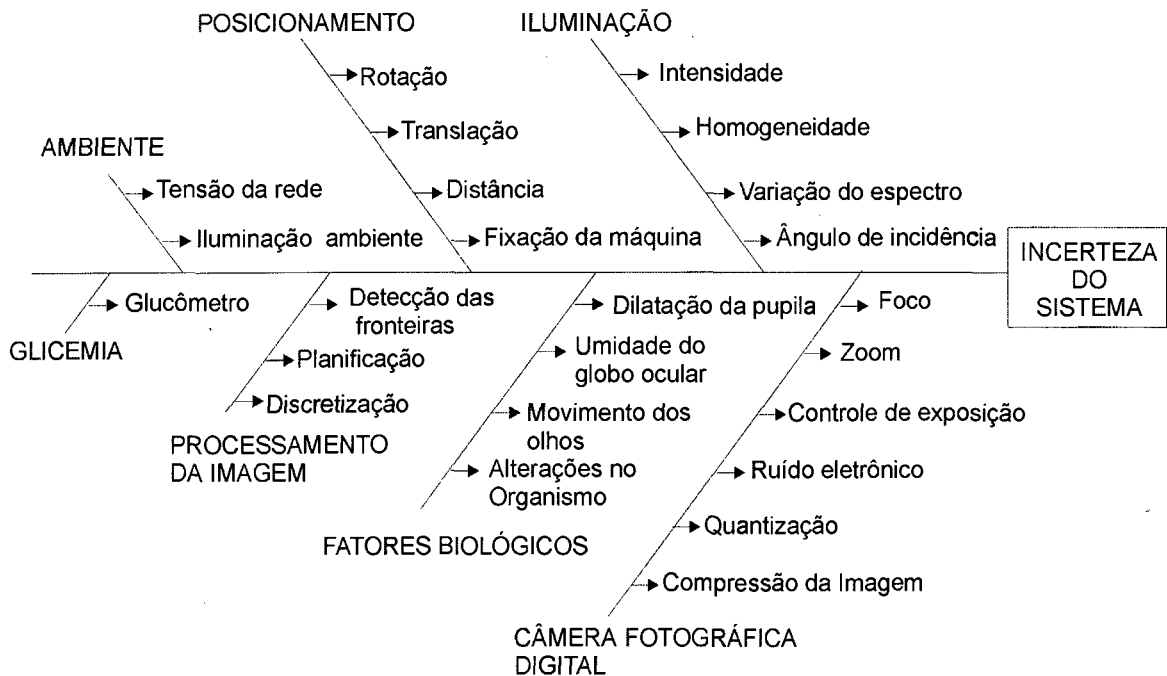 POSICIONAMENTO
Rotação
Translação
Distância
Fixação da máquina
ILUMINAÇÃO
Intensidade
Homogeneidade
Variação do espectro
Ângulo de incidência
AMBIENTE
Tensão da rede
Iluminação ambiente
INCERTEZA
DO
SISTEMA
Glucômetro
GLICEMIA
Detecção das
fronteiras
Planificação
Discretização
PROCESSAMENTO
DA IMAGEM
Dilatação da pupila
Umidade do
globo ocular
Movimento dos
olhos
Alterações no
Organismo
FATORES BIOLÓGICOS
Foco
Zoom
Controle de exposição
Ruído eletrônico
Quantização
Compressão da Imagem
CÂMERA FOTOGRÁFICA
DIGITAL